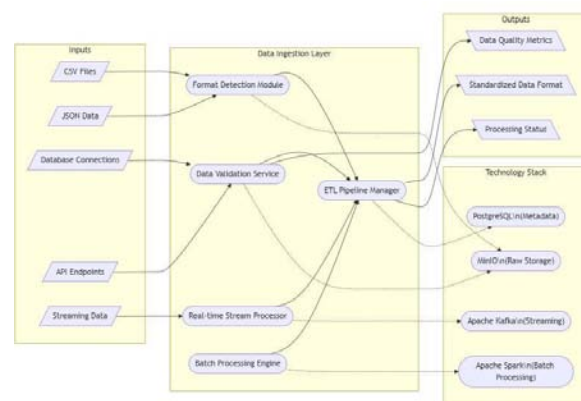 Inputs
CSV Files
JSON Data
Database Connections
API Endpoints
Streaming Data
Data Ingestion Layer
Format Detection Module
Data Validation Service
ETL Pipeline Manager
Real-time Stream Processor
Batch Processing Engine
Outputs
Data Quality Metrics
Standardized Data Format
Processing Status
Technology Stack
PostgreSQL\n(Metadata)
MinIO\n(Raw Storage)
Apache Kafka\n(Streaming)
Apache Spark\n(Batch
Processing)